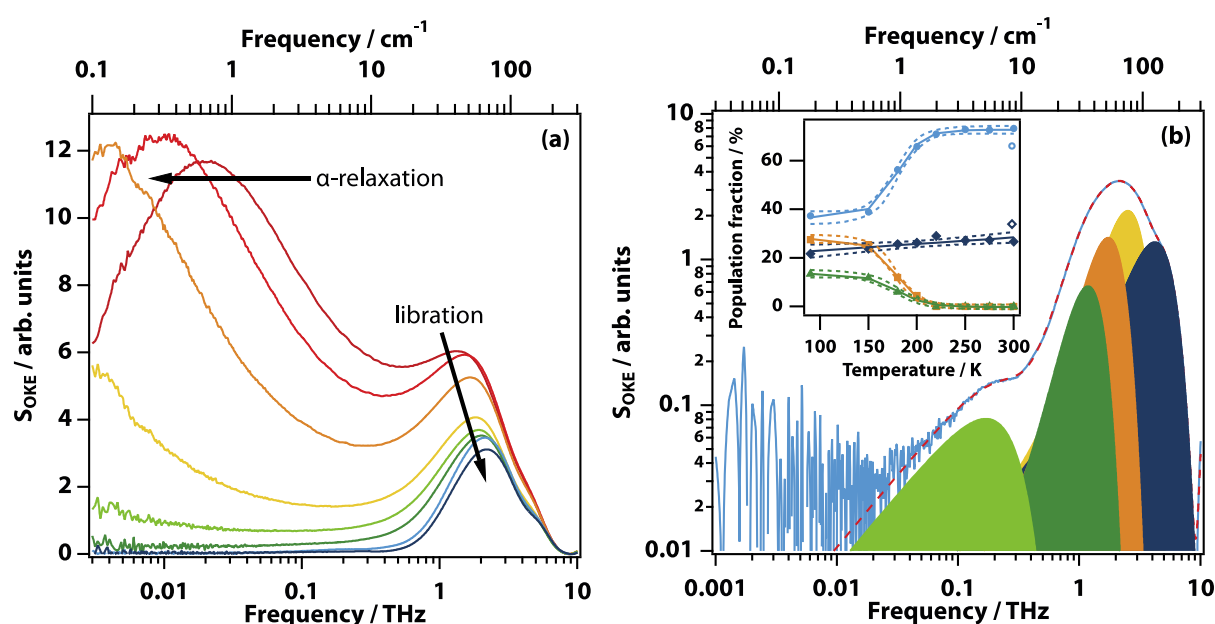 Frequency / cm⁻¹
0.1 1 10 100
(a)
α-relaxation
libration
S_OKE / arb. units
12
10
8
6
4
2
0
0.01 0.1 1 10
Frequency / THz
Frequency / cm⁻¹
0.1 1 10 100
(b)
S_OKE / arb. units
10
8
6
4
2
1
8
6
4
2
0.1
8
6
4
2
0.01
Population fraction / %
60
40
20
0
100 150 200 250 300
Temperature / K
0.001 0.01 0.1 1 10
Frequency / THz